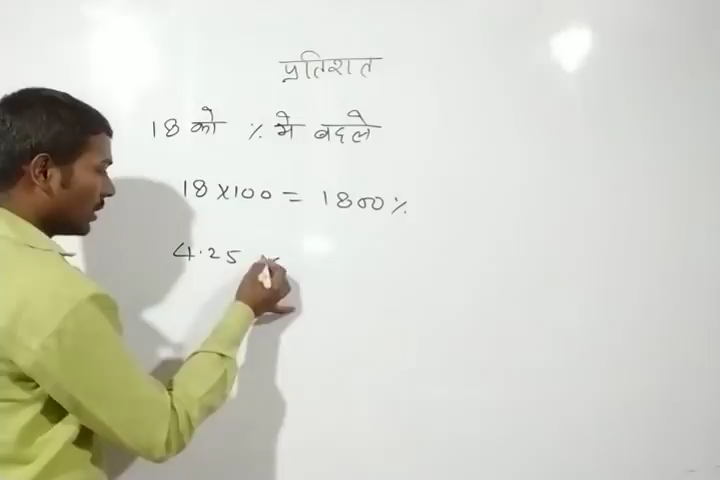 प्रतिशत
18 को % मे बदले
18 × 100 = 1800 %
4.25